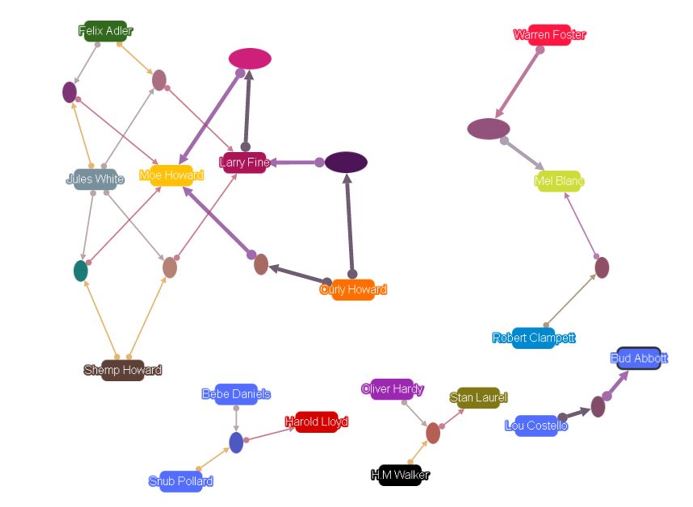 Felix Adler
Warren Foster
Larry Fine
Jules White
Moe Howard
Mel Blanc
Curly Howard
Robert Clampett
Bud Abbott
Shemp Howard
Oliver Hardy
Bebe Daniels
Stan Laurel
Harold Lloyd
Lou Costello
H.M Walker
Snub Pollard